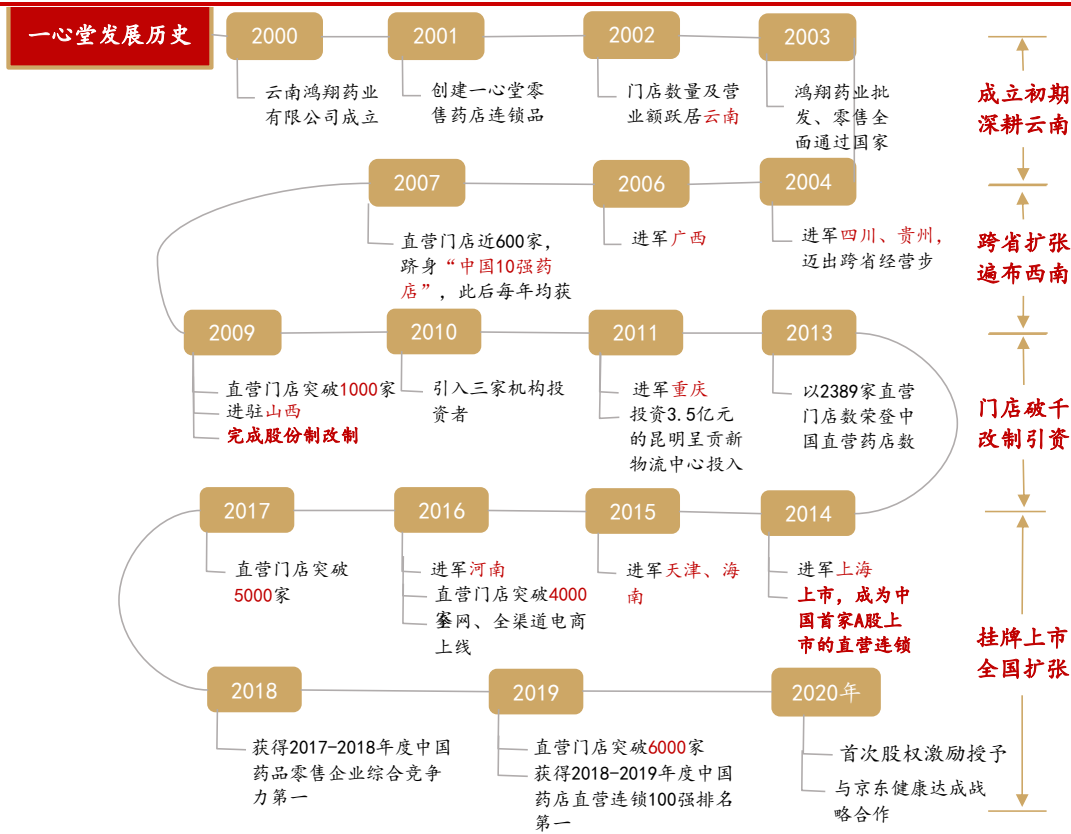 一心堂发展历史
2000
云南鸿翔药业
有限公司成立
2001
创建一心堂零
售药店连锁品
2002
门店数量及营
业额跃居云南
2003
鸿翔药业批
发、零售全
面通过国家
成立初期
深耕云南
2004
进军四川、贵州,
迈出跨省经营步
2006
进军广西
2007
直营门店近600家，
跻身“中国10强药
店”，此后每年均获
跨省扩张
遍布西南
2009
直营门店突破1000家
进驻山西
完成股份制改制
2010
引入三家机构投
资者
2011
进军重庆
投资3.5亿元
的昆明呈贡新
物流中心投入
2013
以2389家直营
门店数荣登中
国直营药店数
门店破千
改制引资
2014
进军上海
上市，成为中
国首家A股上
市的直营连锁
2015
进军天津、海
南
2016
进军河南
直营门店突破4000
家
全网、全渠道电商
上线
2017
直营门店突破
5000家
挂牌上市
全国扩张
2018
获得2017-2018年度中国
药品零售企业综合竞争
力第一
2019
直营门店突破6000家
获得2018-2019年度中国
药店直营连锁100强排名
第一
2020年
首次股权激励授予
与京东健康达成战
略合作